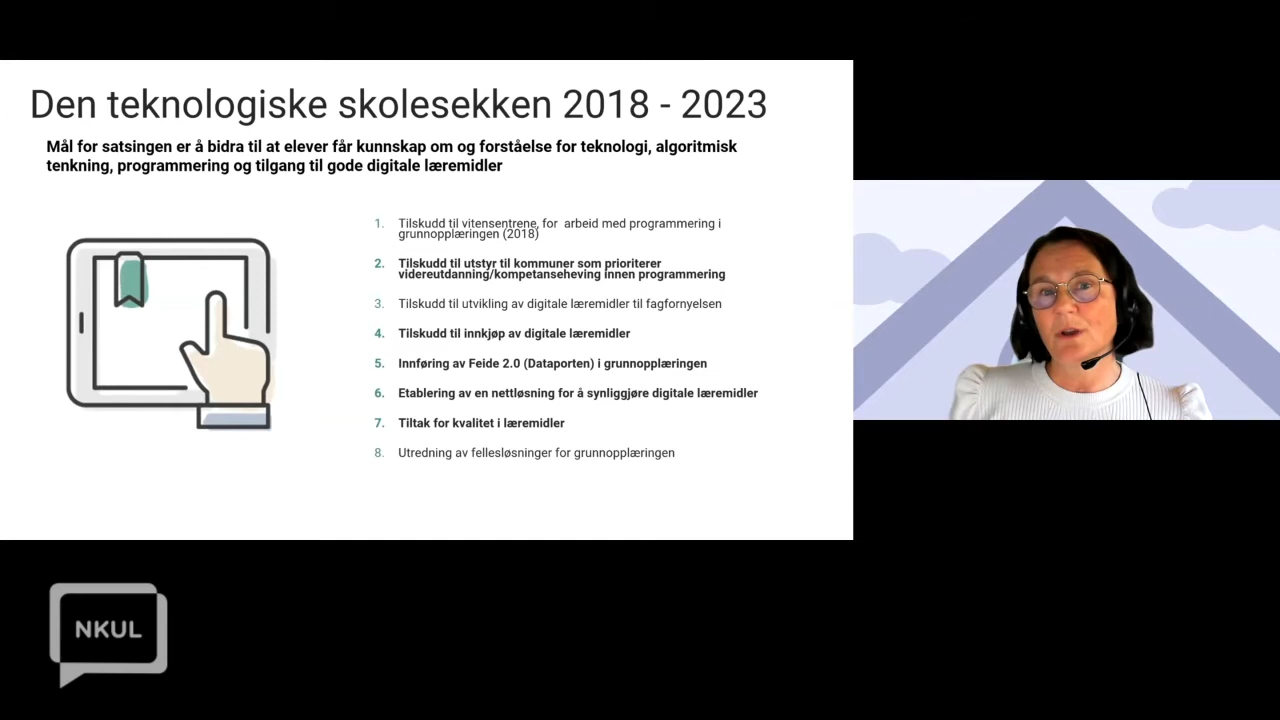 Den teknologiske skolesekken 2018 - 2023
Mål for satsingen er å bidra til at elever får kunnskap om og forståelse for teknologi, algoritmisk
tenkning, programmering og tilgang til gode digitale læremidler
1. Tilskudd til vitensentrene, for arbeid med programmering i
grunnopplæringen (2018)
2. Tilskudd til utstyr til kommuner som prioriterer
videreutdanning/kompetanseheving innen programmering
3. Tilskudd til utvikling av digitale læremidler til fagfornyelsen
4. Tilskudd til innkjøp av digitale læremidler
5. Innføring av Feide 2.0 (Dataporten) i grunnopplæringen
6. Etablering av en nettløsning for å synliggjøre digitale læremidler
7. Tiltak for kvalitet i læremidler
8. Utredning av fellesløsninger for grunnopplæringen
NKUL